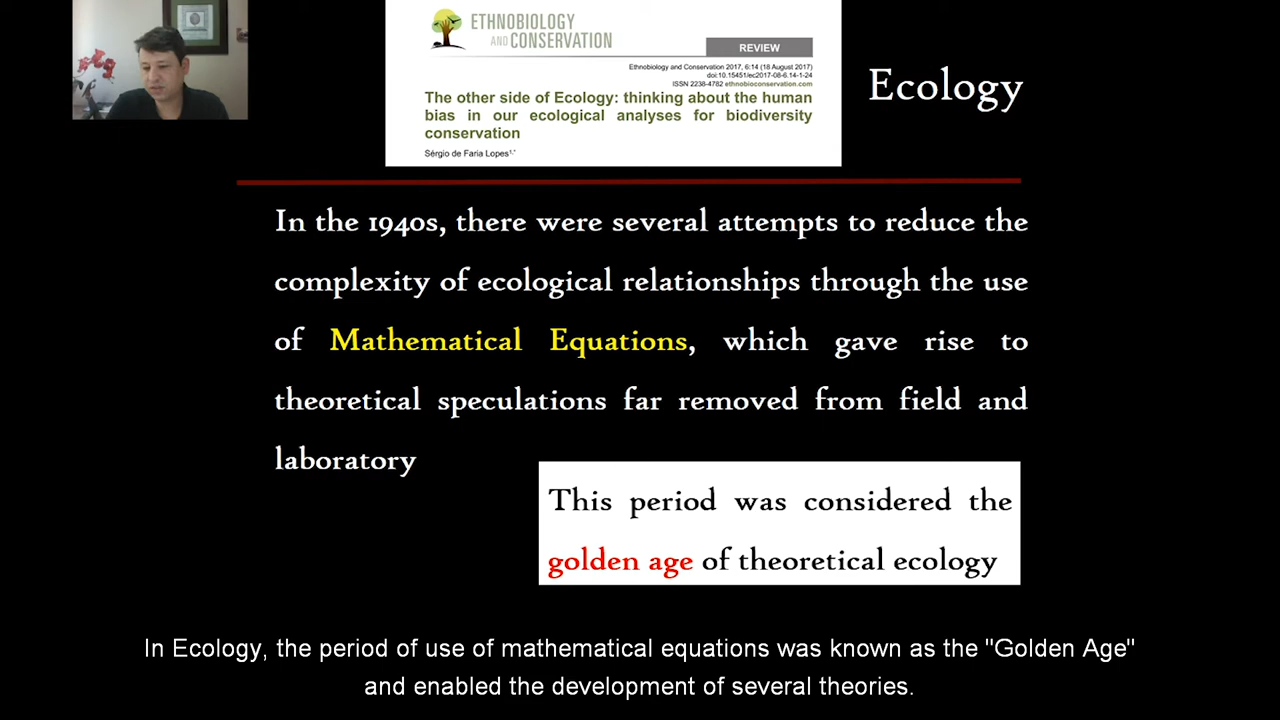 ETHNOBIOLOGY
AND CONSERVATION
REVIEW
Ethnobiology and Conservation 2017, 6:14 (18 August 2017)
doi:10.15451/ec2017-08-6.14-1-24
ISSN 2238-4782 ethnobioconservation.com
The other side of Ecology: thinking about the human
bias in our ecological analyses for biodiversity
conservation
Sérgio de Faria Lopes¹,*
Ecology
In the 1940s, there were several attempts to reduce the
complexity of ecological relationships through the use
of Mathematical Equations, which gave rise to
theoretical speculations far removed from field and
laboratory
This period was considered the
golden age of theoretical ecology
In Ecology, the period of use of mathematical equations was known as the "Golden Age"
and enabled the development of several theories.